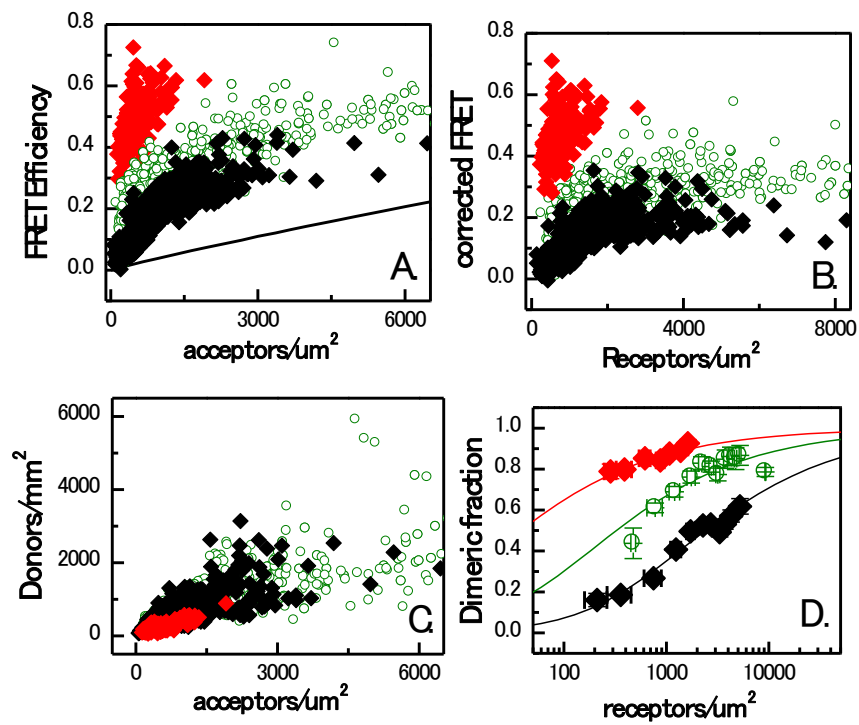 0.8
0.6
0.4
0.2
0.0
FRET Efficiency
0 3000 6000
acceptors/um²
A.
0.8
0.6
0.4
0.2
0.0
corrected FRET
0 4000 8000
Receptors/um²
B.
6000
4000
2000
0
Donors/mm²
0 3000 6000
acceptors/um²
C.
1.0
0.8
0.6
0.4
0.2
0.0
Dimeric fraction
100 1000 10000
receptors/um²
D.